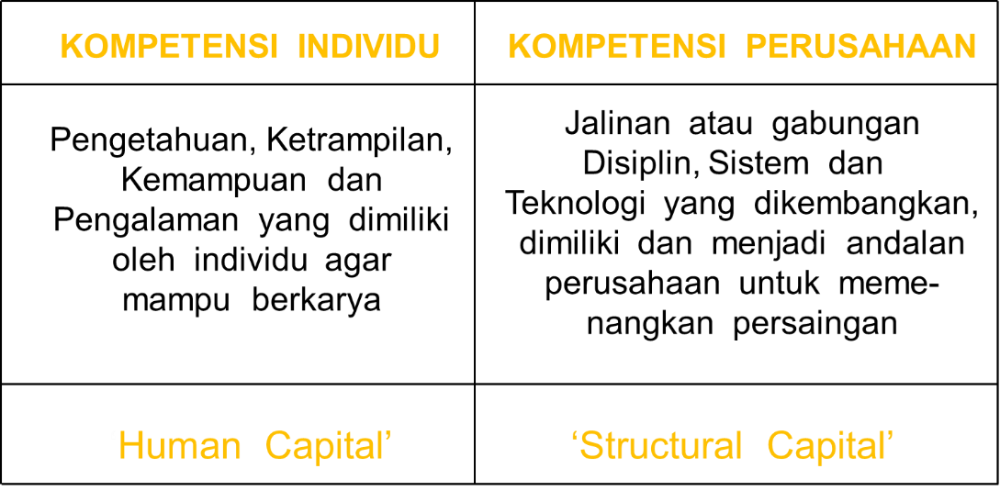 KOMPETENSI INDIVIDU
KOMPETENSI PERUSAHAAN
Pengetahuan, Ketrampilan,
Kemampuan dan
Pengalaman yang dimiliki
oleh individu agar
mampu berkarya
Jalinan atau gabungan
Disiplin, Sistem dan
Teknologi yang dikembangkan,
dimiliki dan menjadi andalan
perusahaan untuk meme-
nangkan persaingan
Human Capital’
‘Structural Capital’